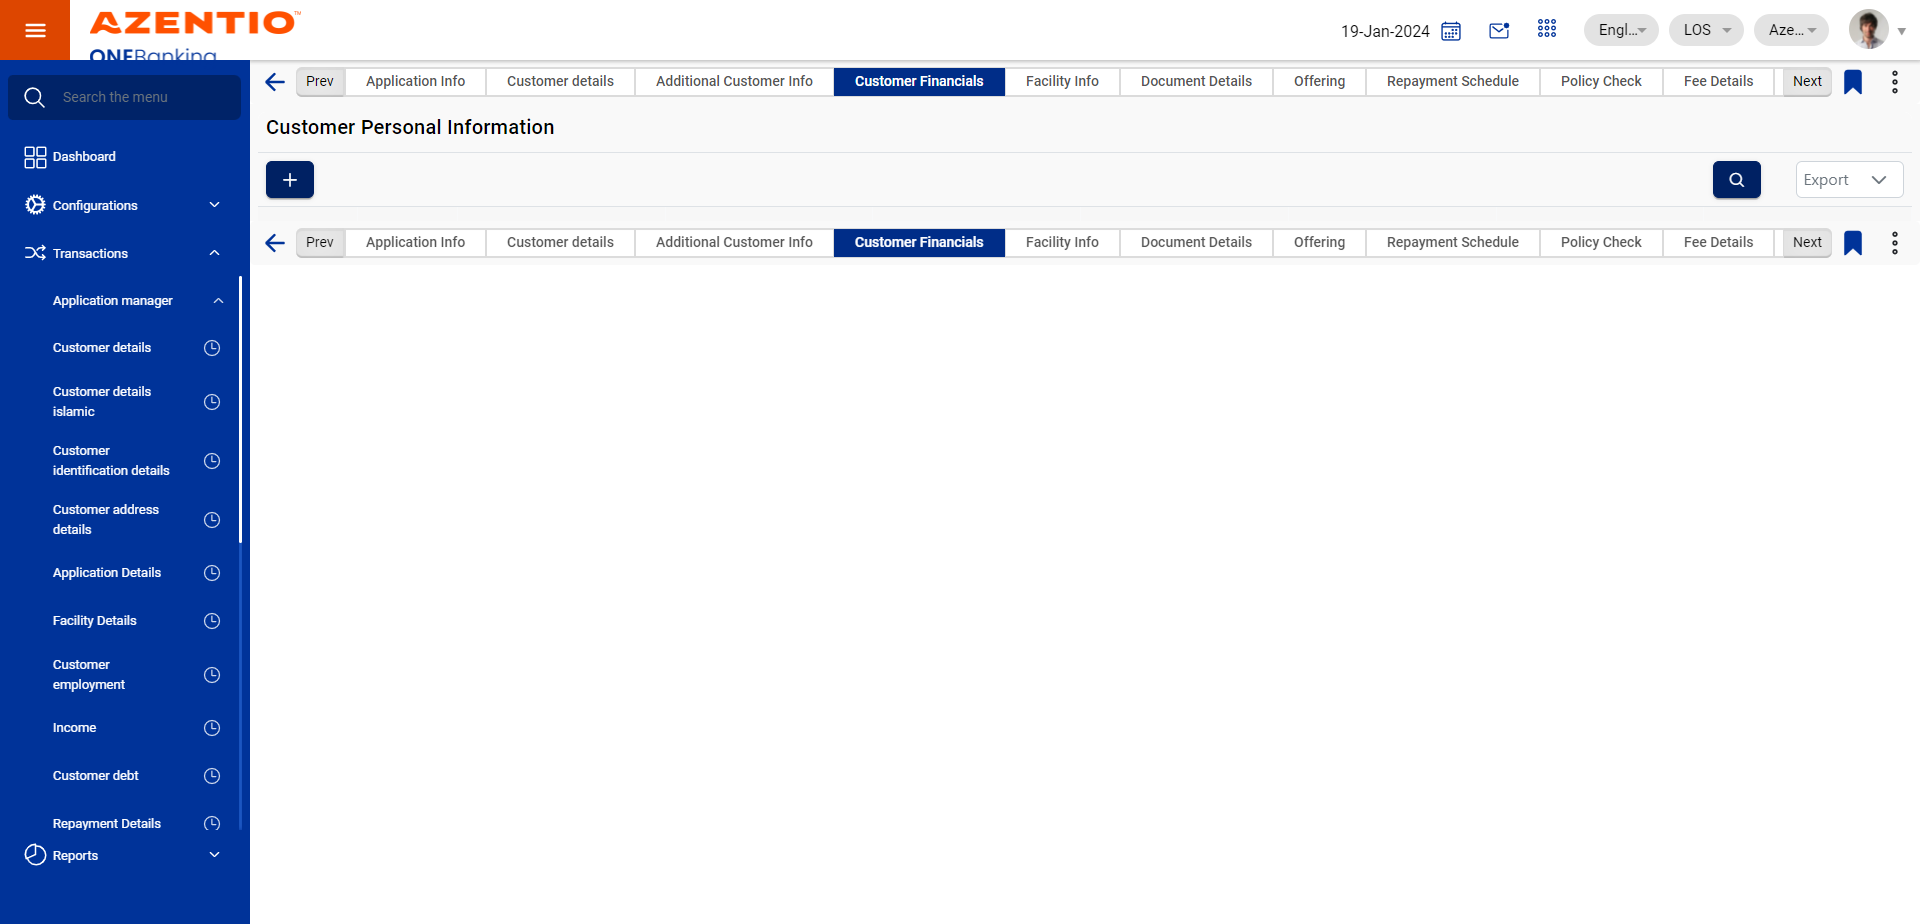 AZENTIO™
ONEBanking
19-Jan-2024
Engl...
LOS
Aze...
Search the menu
Dashboard
Configurations
Transactions
Application manager
Customer details
Customer details
islamic
Customer
identification details
Customer address
details
Application Details
Facility Details
Customer
employment
Income
Customer debt
Repayment Details
Reports
Prev Application Info Customer details Additional Customer Info Customer Financials Facility Info Document Details Offering Repayment Schedule Policy Check Fee Details Next
Customer Personal Information
+
Export
Prev Application Info Customer details Additional Customer Info Customer Financials Facility Info Document Details Offering Repayment Schedule Policy Check Fee Details Next